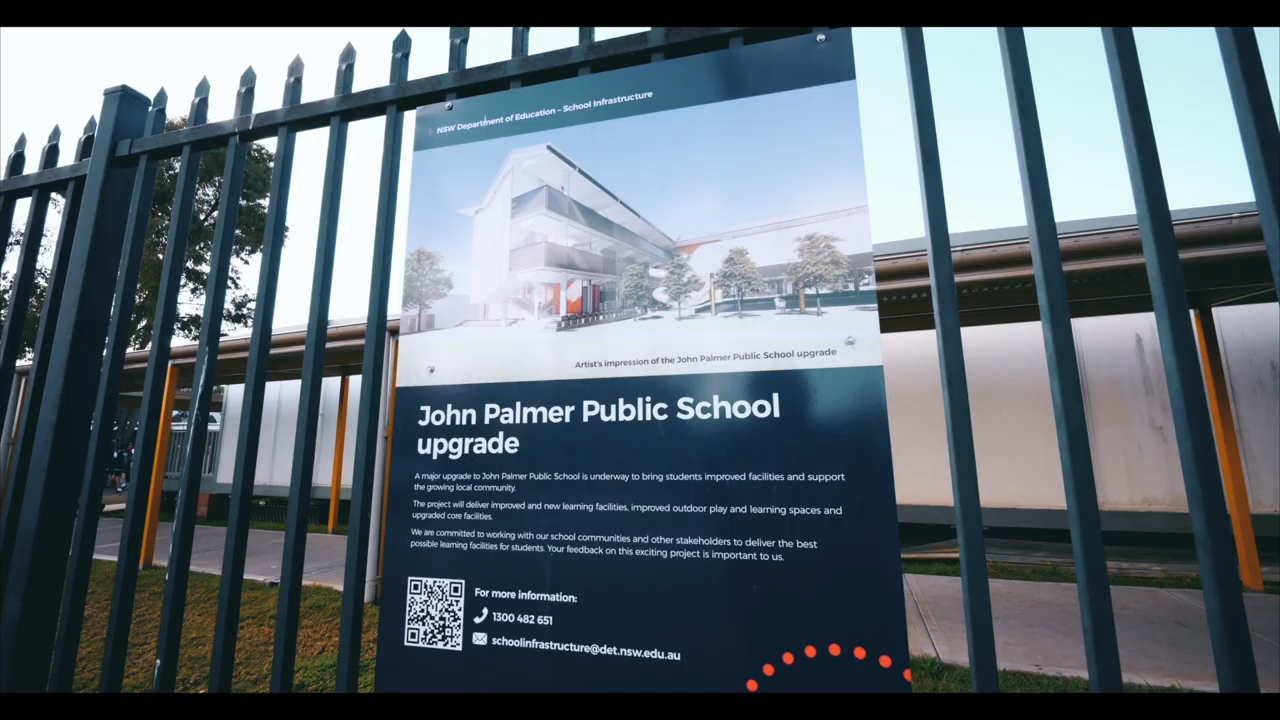 NSW Department of Education – School Infrastructure
Artist's impression of the John Palmer Public School upgrade
John Palmer Public School
upgrade
A major upgrade to John Palmer Public School is underway to bring students improved facilities and support
the growing local community.
The project will deliver improved and new learning facilities, improved outdoor play and learning spaces and
upgraded core facilities.
We are committed to working with our school communities and other stakeholders to deliver the best
possible learning facilities for students. Your feedback on this exciting project is important to us.
For more information:
1300 482 651
schoolinfrastructure@det.nsw.edu.au